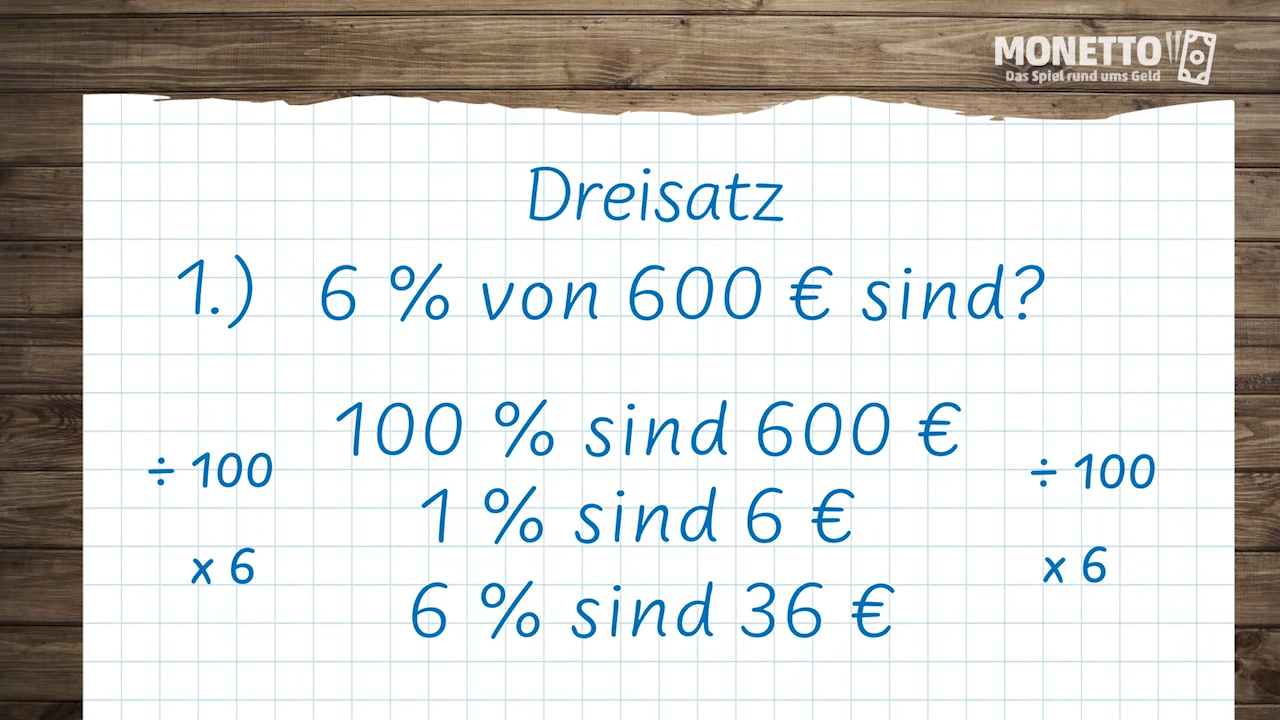 MONETTO
Das Spiel rund ums Geld
Dreisatz
1.) 6 % von 600 € sind?
100 % sind 600 €
÷ 100 ÷ 100
1 % sind 6 €
x 6 x 6
6 % sind 36 €